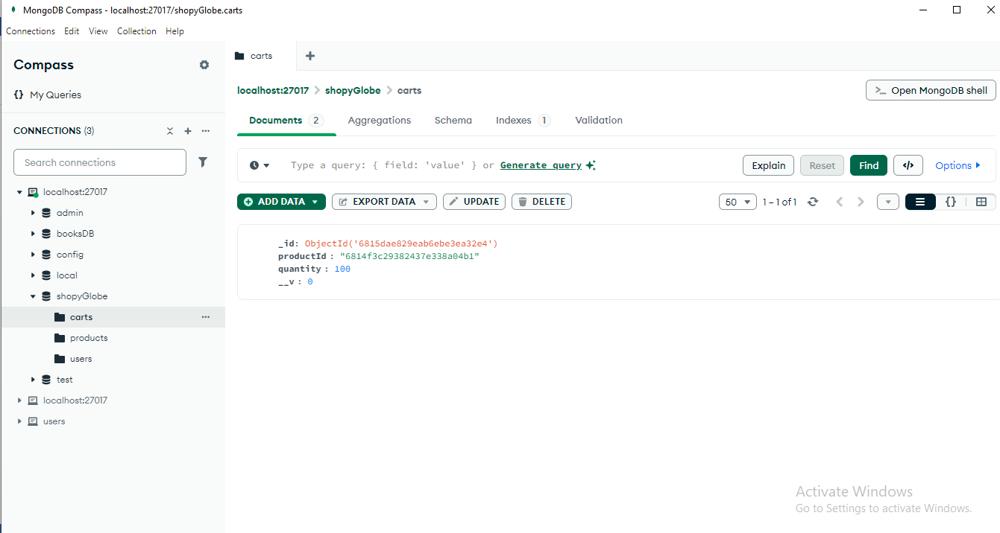 MongoDB Compass - localhost:27017/shopyGlobe.carts
Connections Edit View Collection Help
Compass
{} My Queries
CONNECTIONS (3)
Search connections
localhost:27017
admin
booksDB
config
local
shopyGlobe
carts
products
users
test
localhost:27017
users
carts
localhost:27017 > shopyGlobe > carts
>_ Open MongoDB shell
Documents 2 Aggregations Schema Indexes 1 Validation
Type a query: { field: 'value' } or Generate query
Explain Reset Find </> Options
ADD DATA EXPORT DATA UPDATE DELETE
50 1 – 1 of 1 {}
_id: ObjectId('6815dae829eab6ebe3ea32e4')
productId : "6814f3c29382437e338a04b1"
quantity : 100
__v : 0
Activate Windows
Go to Settings to activate Windows.